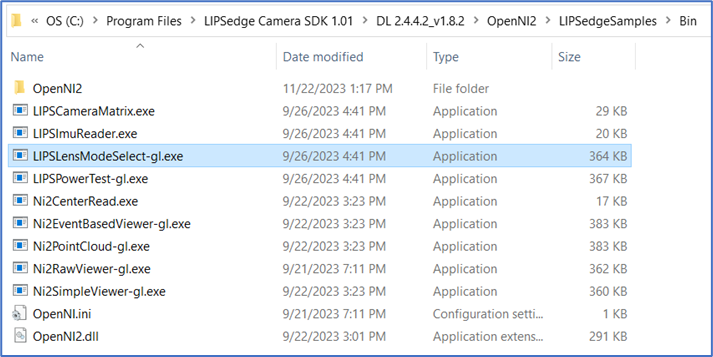 « OS (C:) > Program Files > LIPSedge Camera SDK 1.01 > DL 2.4.4.2_v1.8.2 > OpenNI2 > LIPSedgeSamples > Bin
Name Date modified Type Size
OpenNI2 11/22/2023 1:17 PM File folder
LIPSCameraMatrix.exe 9/26/2023 4:41 PM Application 29 KB
LIPSImuReader.exe 9/26/2023 4:41 PM Application 20 KB
LIPSLensModeSelect-gl.exe 9/26/2023 4:41 PM Application 364 KB
LIPSPowerTest-gl.exe 9/26/2023 4:41 PM Application 367 KB
Ni2CenterRead.exe 9/22/2023 3:23 PM Application 17 KB
Ni2EventBasedViewer-gl.exe 9/22/2023 3:23 PM Application 383 KB
Ni2PointCloud-gl.exe 9/22/2023 3:23 PM Application 383 KB
Ni2RawViewer-gl.exe 9/21/2023 7:11 PM Application 362 KB
Ni2SimpleViewer-gl.exe 9/22/2023 3:23 PM Application 360 KB
OpenNI.ini 9/21/2023 7:11 PM Configuration setti... 1 KB
OpenNI2.dll 9/22/2023 3:01 PM Application extens... 291 KB